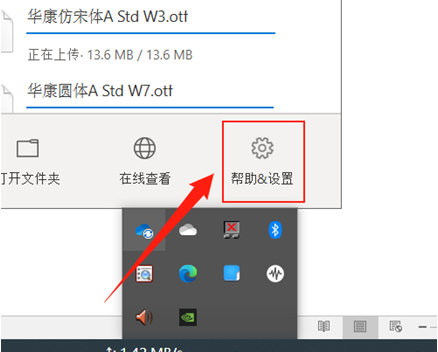 华康仿宋体A Std W3.otf
正在上传· 13.6 MB / 13.6 MB
华康圆体A Std W7.otf
打开文件夹
在线查看
帮助&设置
1.42 MB/s